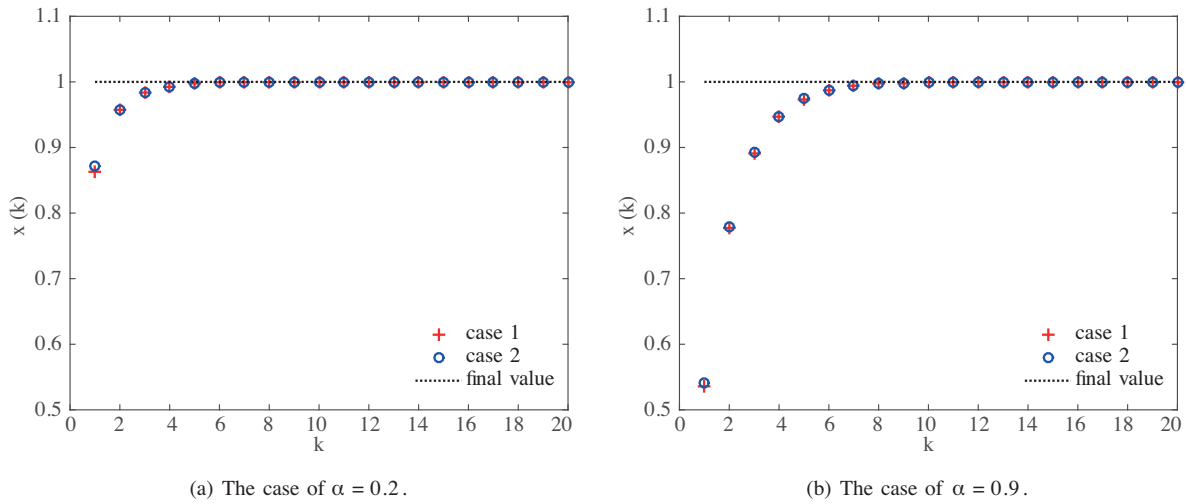 1.1
1
0.9
0.8
0.7
0.6
0.5
x (k)
0 2 4 6 8 10 12 14 16 18 20
k
case 1
case 2
final value
(a) The case of α = 0.2.
1.1
1
0.9
0.8
0.7
0.6
0.5
x (k)
0 2 4 6 8 10 12 14 16 18 20
k
case 1
case 2
final value
(b) The case of α = 0.9.